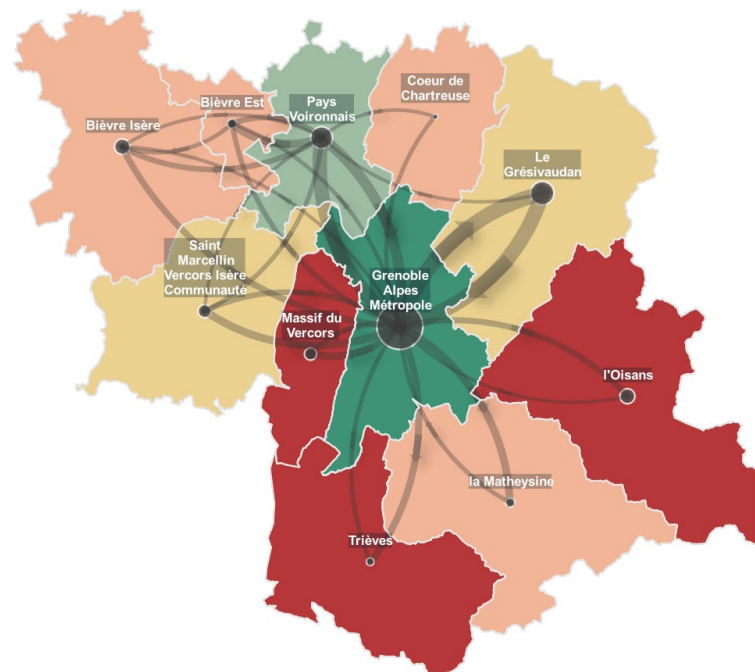 Coeur de
Chartreuse
Bièvre Est
Pays
Voironnais
Bièvre Isère
Le
Grésivaudan
Saint
Marcellin
Vercors Isère
Communauté
Grenoble
Alpes
Métropole
Massif du
Vercors
l'Oisans
la Matheysine
Trièves